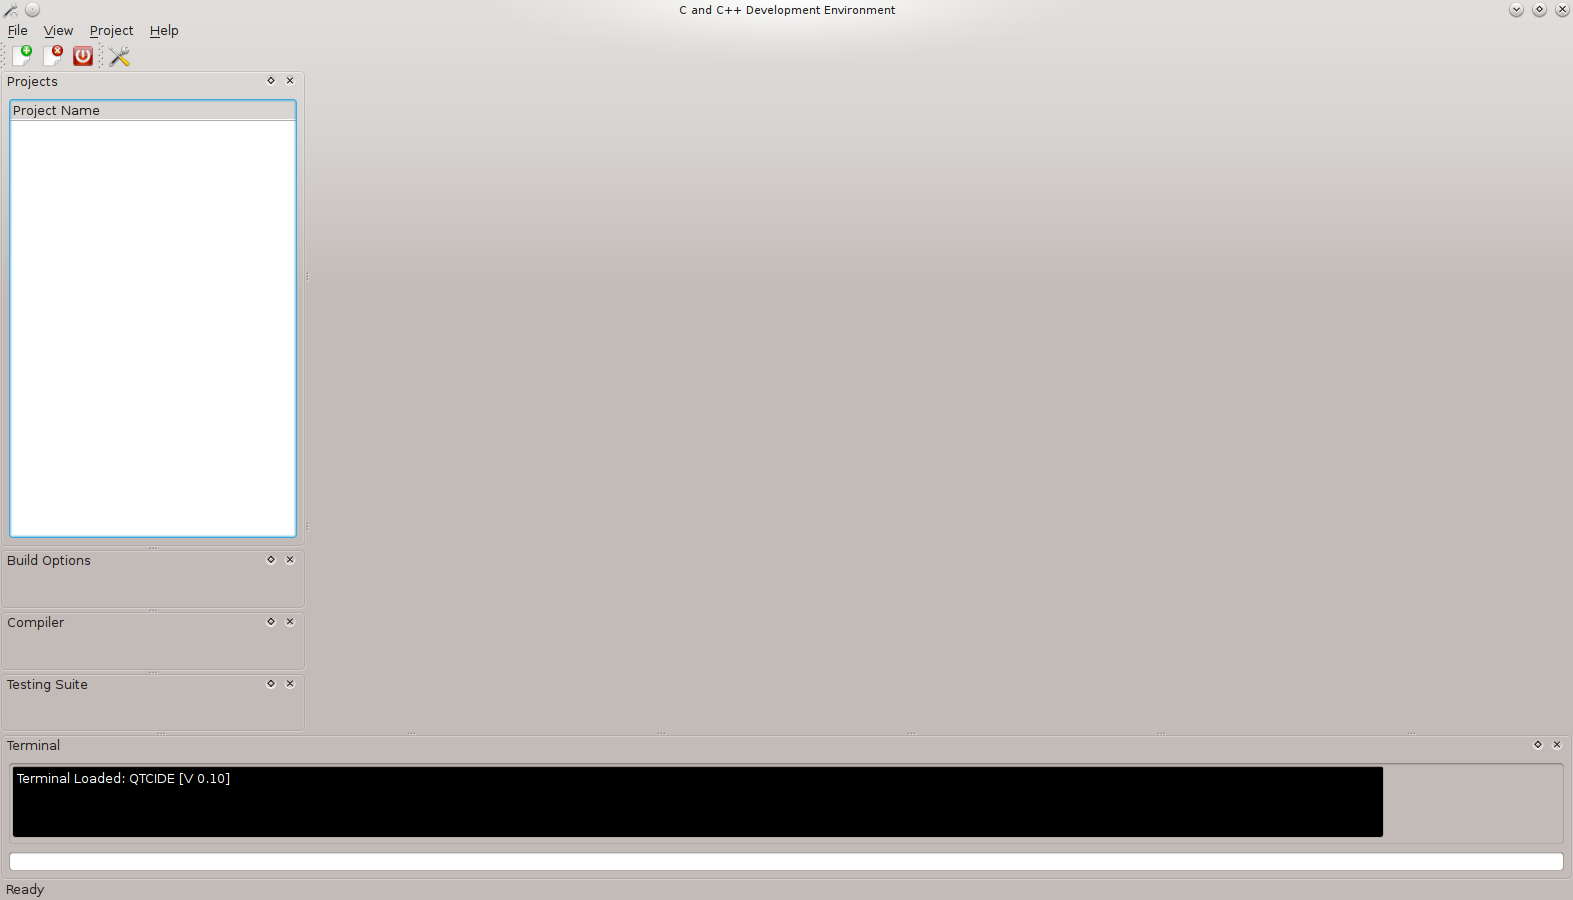 C and C++ Development Environment
File View Project Help
Projects
Project Name
Build Options
Compiler
Testing Suite
Terminal
Terminal Loaded: QTCIDE [V 0.10]
Ready